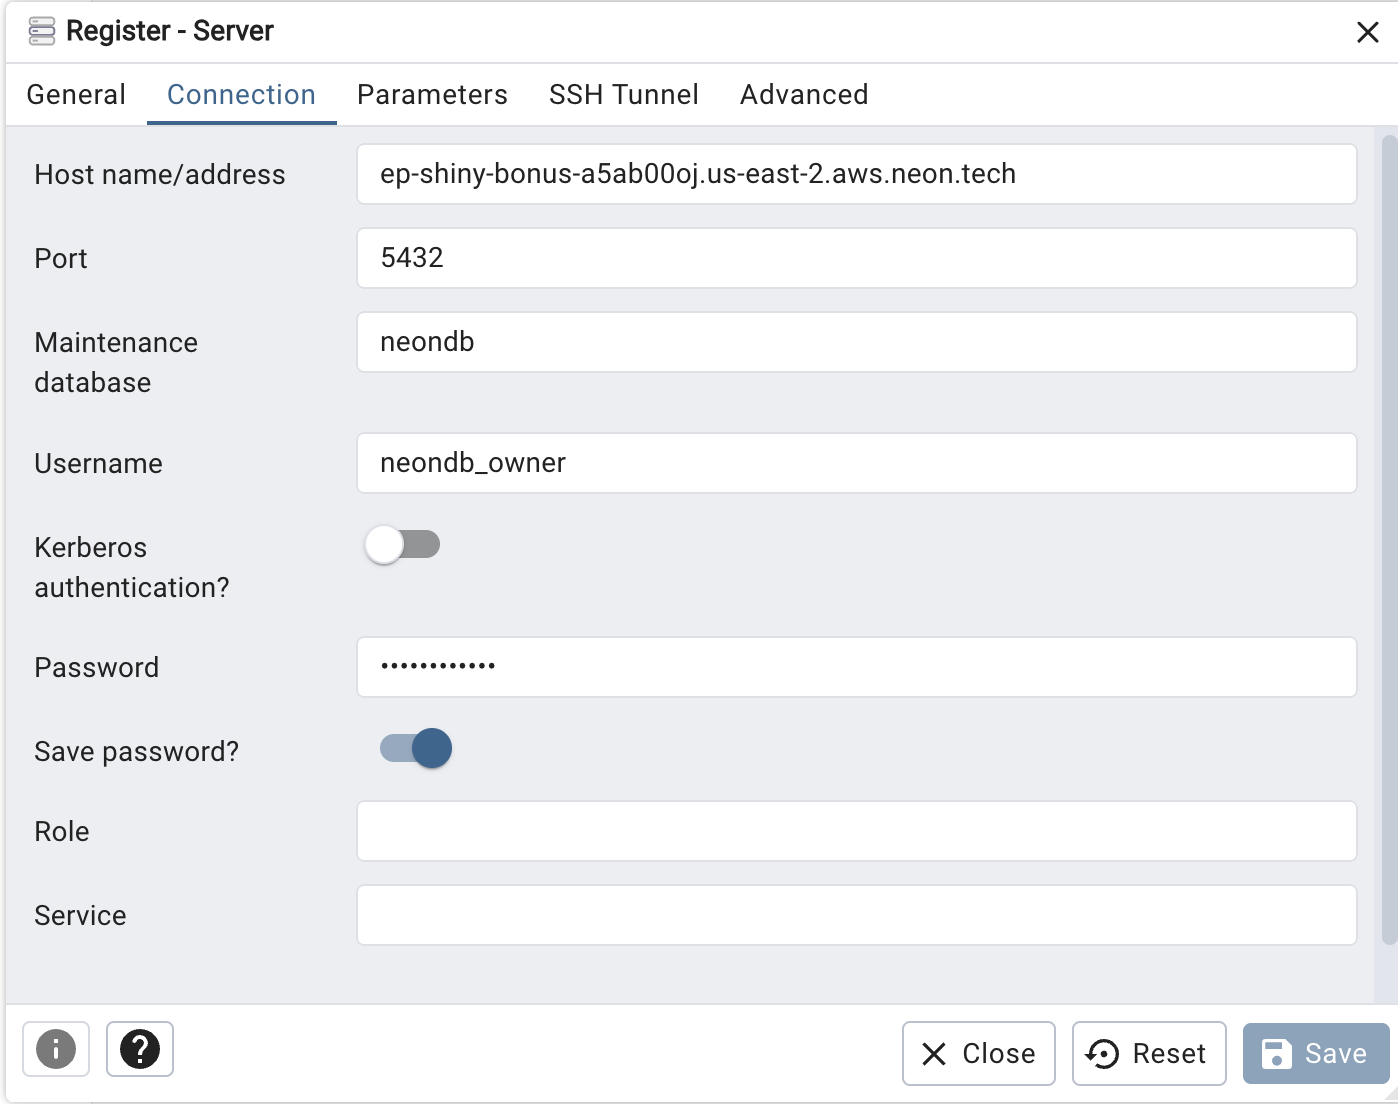 Register - Server
General Connection Parameters SSH Tunnel Advanced
Host name/address ep-shiny-bonus-a5ab00oj.us-east-2.aws.neon.tech
Port 5432
Maintenance database neondb
Username neondb_owner
Kerberos authentication?
Password ••••••••••••
Save password?
Role
Service
Close Reset Save